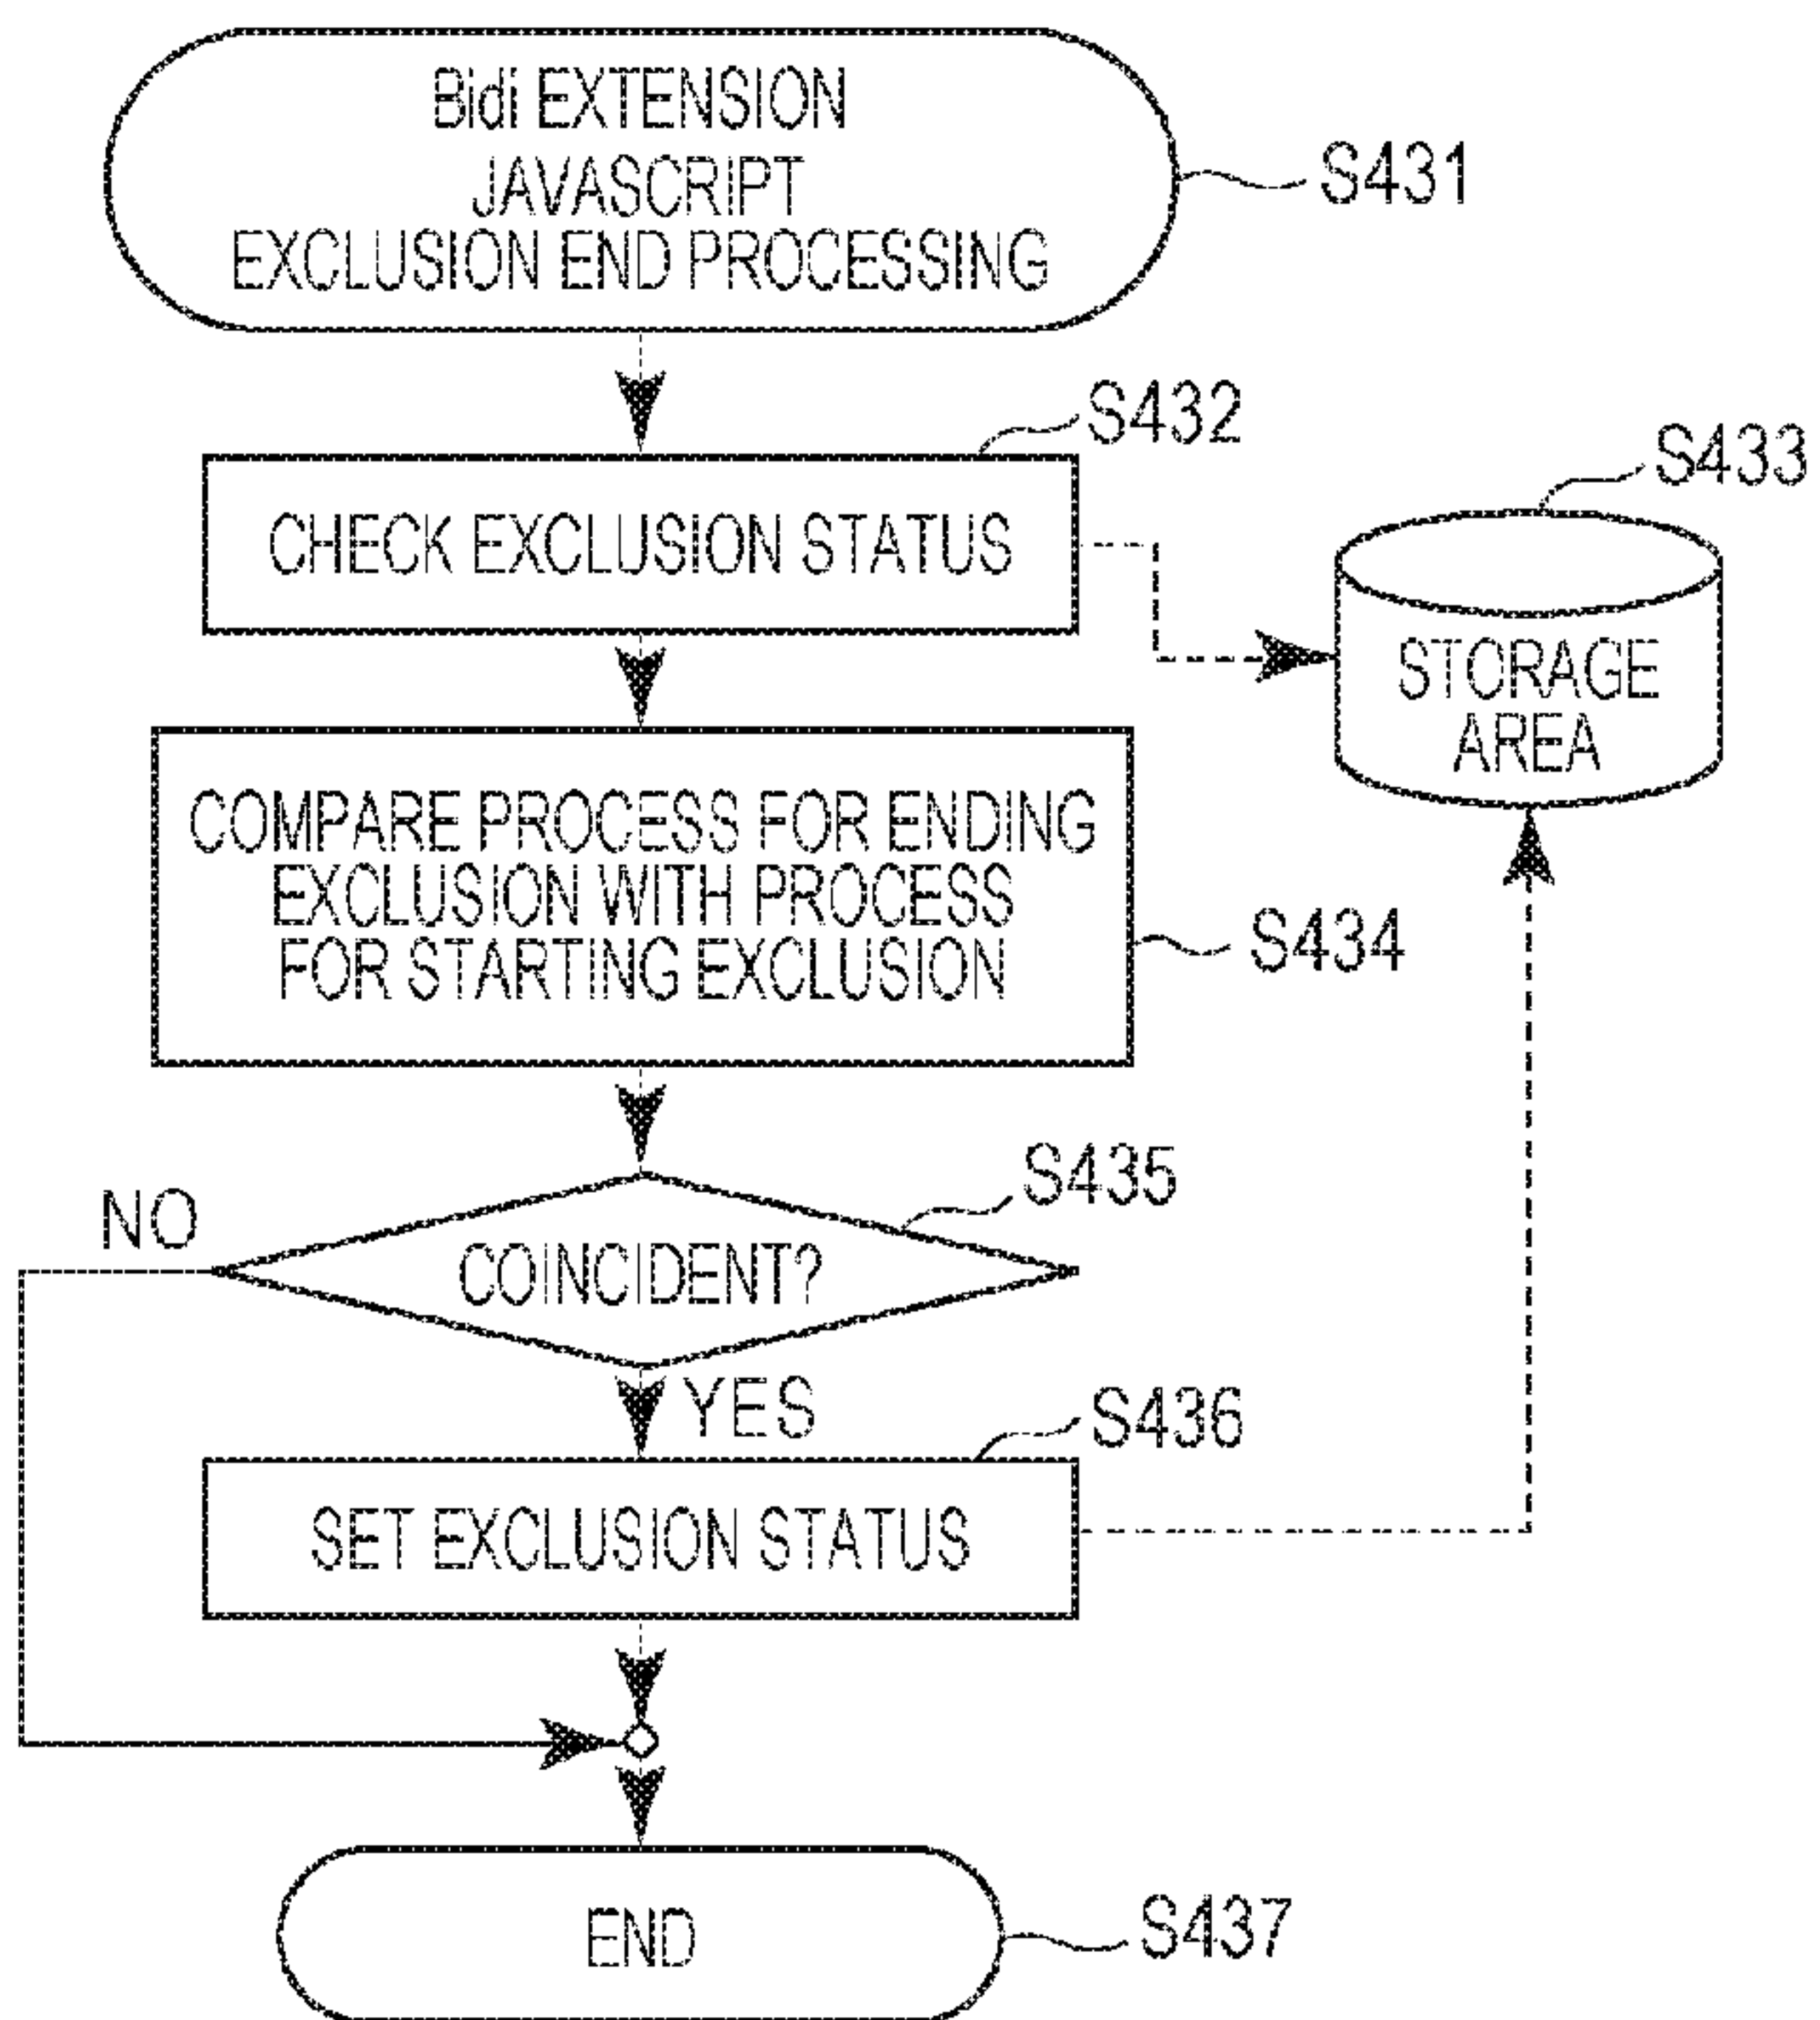 Bidi EXTENSION
JAVASCRIPT
EXCLUSION END PROCESSING
S431
S432
CHECK EXCLUSION STATUS
S433
STORAGE
AREA
COMPARE PROCESS FOR ENDING
EXCLUSION WITH PROCESS
FOR STARTING EXCLUSION
S434
S435
NO
COINCIDENT?
YES
S436
SET EXCLUSION STATUS
END
S437